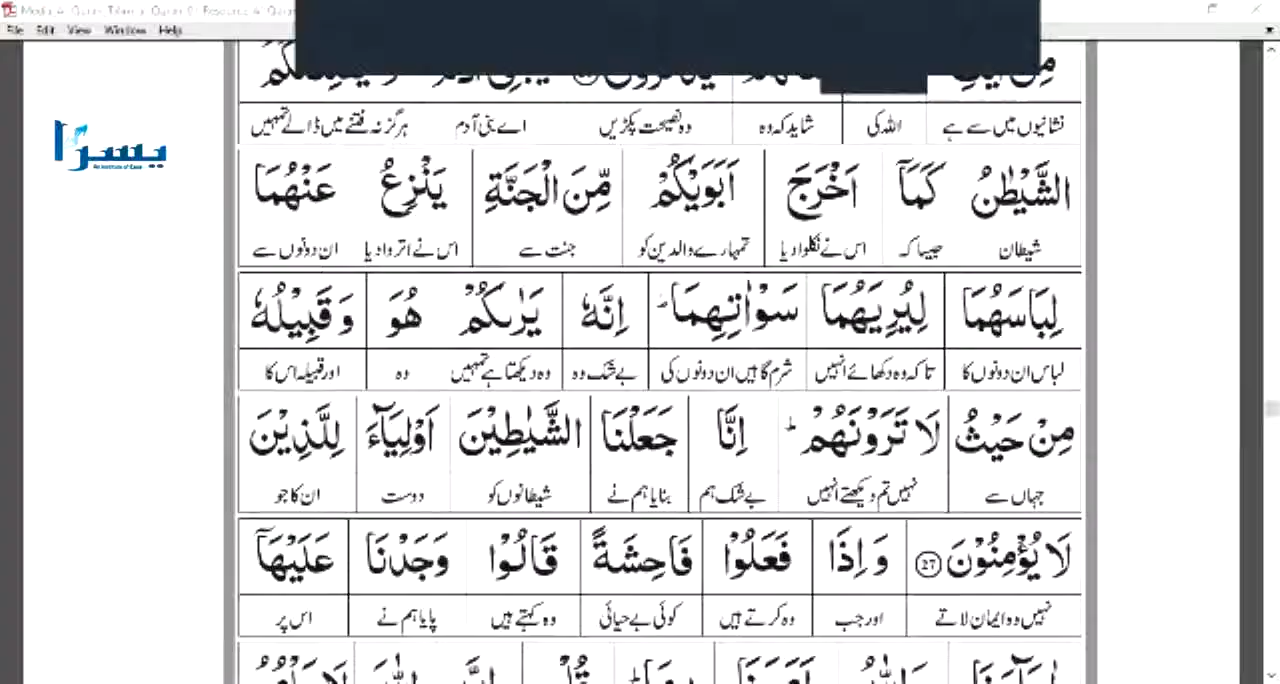 File Edit View Window Help
یسرا
نشانیوں میں سے ہے اللہ کی شاید کہ وہ وہ نصیحت پکڑیں اے بنی آدم ہرگز نہ فتنے میں ڈالے تمہیں
الشَّيْطٰنُ كَمَآ اَخْرَجَ اَبَوَيْكُمْ مِّنَ الْجَنَّةِ يَنْزِعُ عَنْهُمَا
شیطان جیسا کہ اس نے نکلوا دیا تمہارے والدین کو جنت سے اس نے اتروا دیا ان دونوں سے
لِبَاسَهُمَا لِيُرِيَهُمَا سَوْاٰتِهِمَا ؕ اِنَّهٗ يَرٰىكُمْ هُوَ وَقَبِيْلُهٗ
لباس ان دونوں کا تاکہ وہ دکھائے انہیں شرم گاہیں ان دونوں کی بے شک وہ وہ دیکھتا ہے تمہیں وہ اور قبیلہ اس کا
مِنْ حَيْثُ لَا تَرَوْنَهُمْ ؕ اِنَّا جَعَلْنَا الشَّيٰطِيْنَ اَوْلِيَآءَ لِلَّذِيْنَ
جہاں سے نہیں تم دیکھتے انہیں بے شک ہم بنایا ہم نے شیطانوں کو دوست ان کا جو
لَا يُؤْمِنُوْنَ 27 وَاِذَا فَعَلُوْا فَاحِشَةً قَالُوْا وَجَدْنَا عَلَيْهَآ
نہیں وہ ایمان لاتے اور جب وہ کرتے ہیں کوئی بے حیائی وہ کہتے ہیں پایا ہم نے اس پر